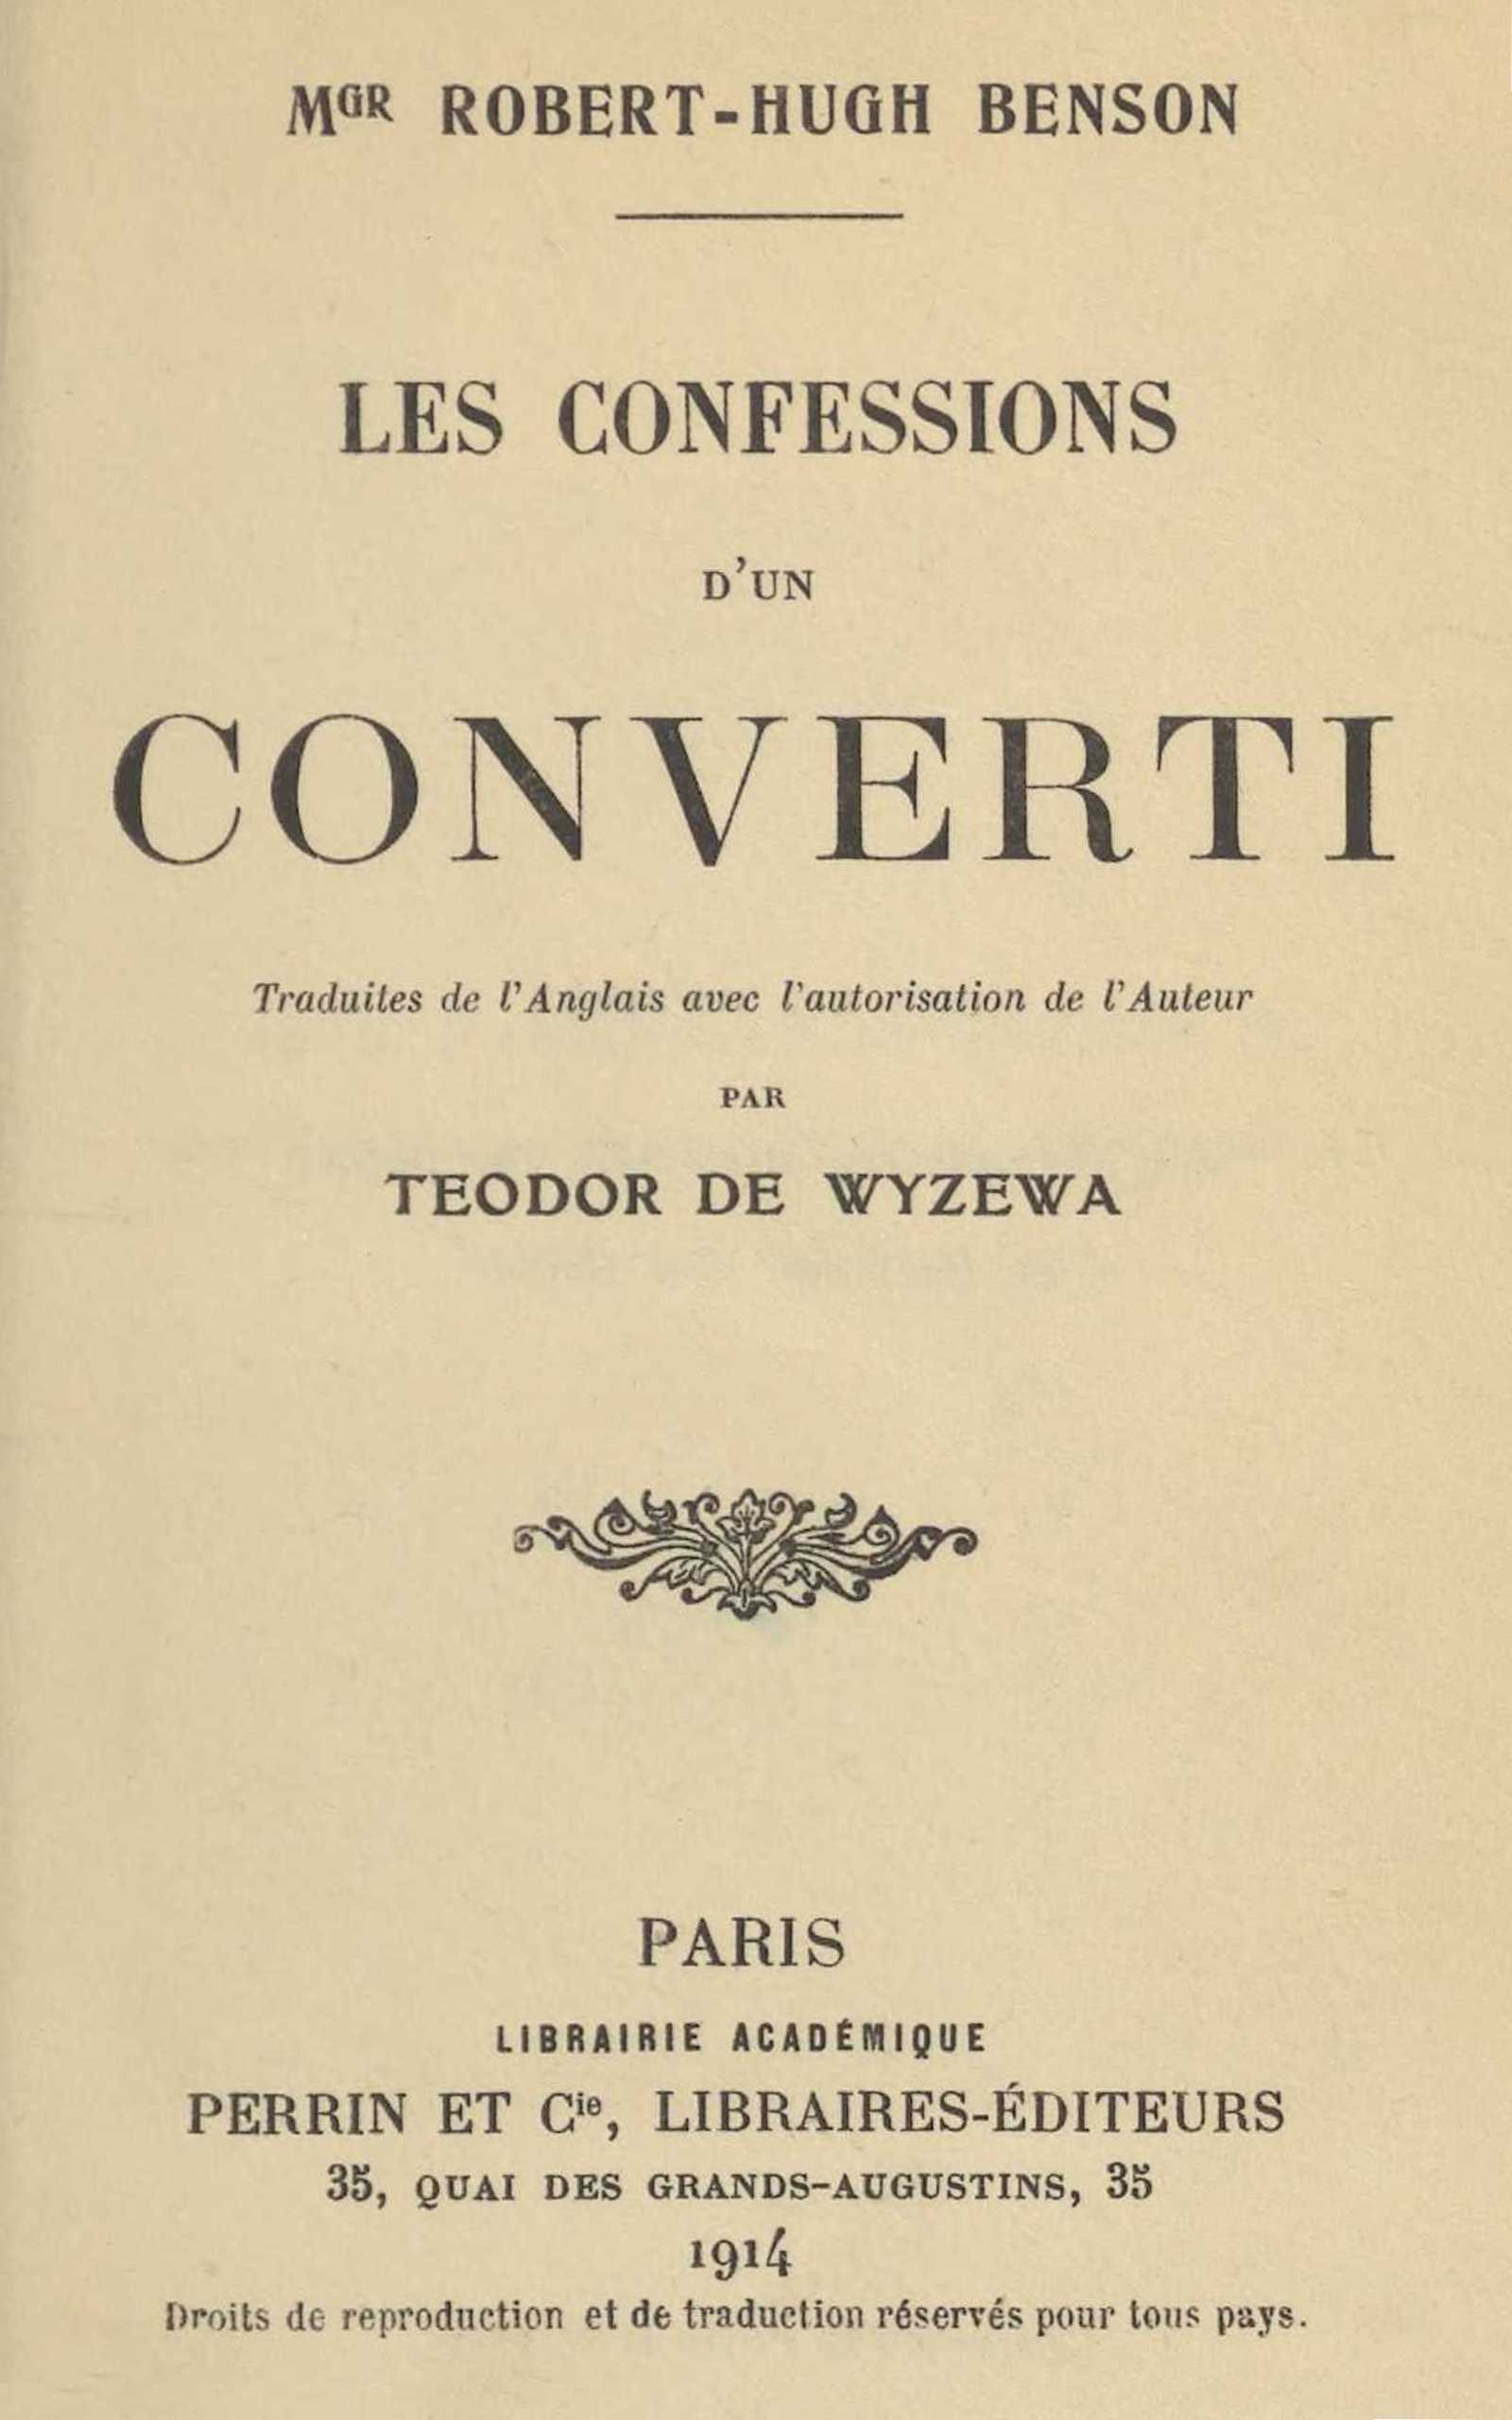 MGR ROBERT-HUGH BENSON
LES CONFESSIONS
D'UN
CONVERTI
Traduites de l'Anglais avec l'autorisation de l'Auteur
PAR
TEODOR DE WYZEWA
PARIS
LIBRAIRIE ACADÉMIQUE
PERRIN ET Cie, LIBRAIRES-ÉDITEURS
35, QUAI DES GRANDS-AUGUSTINS, 35
1914
Droits de reproduction et de traduction réservés pour tous pays.